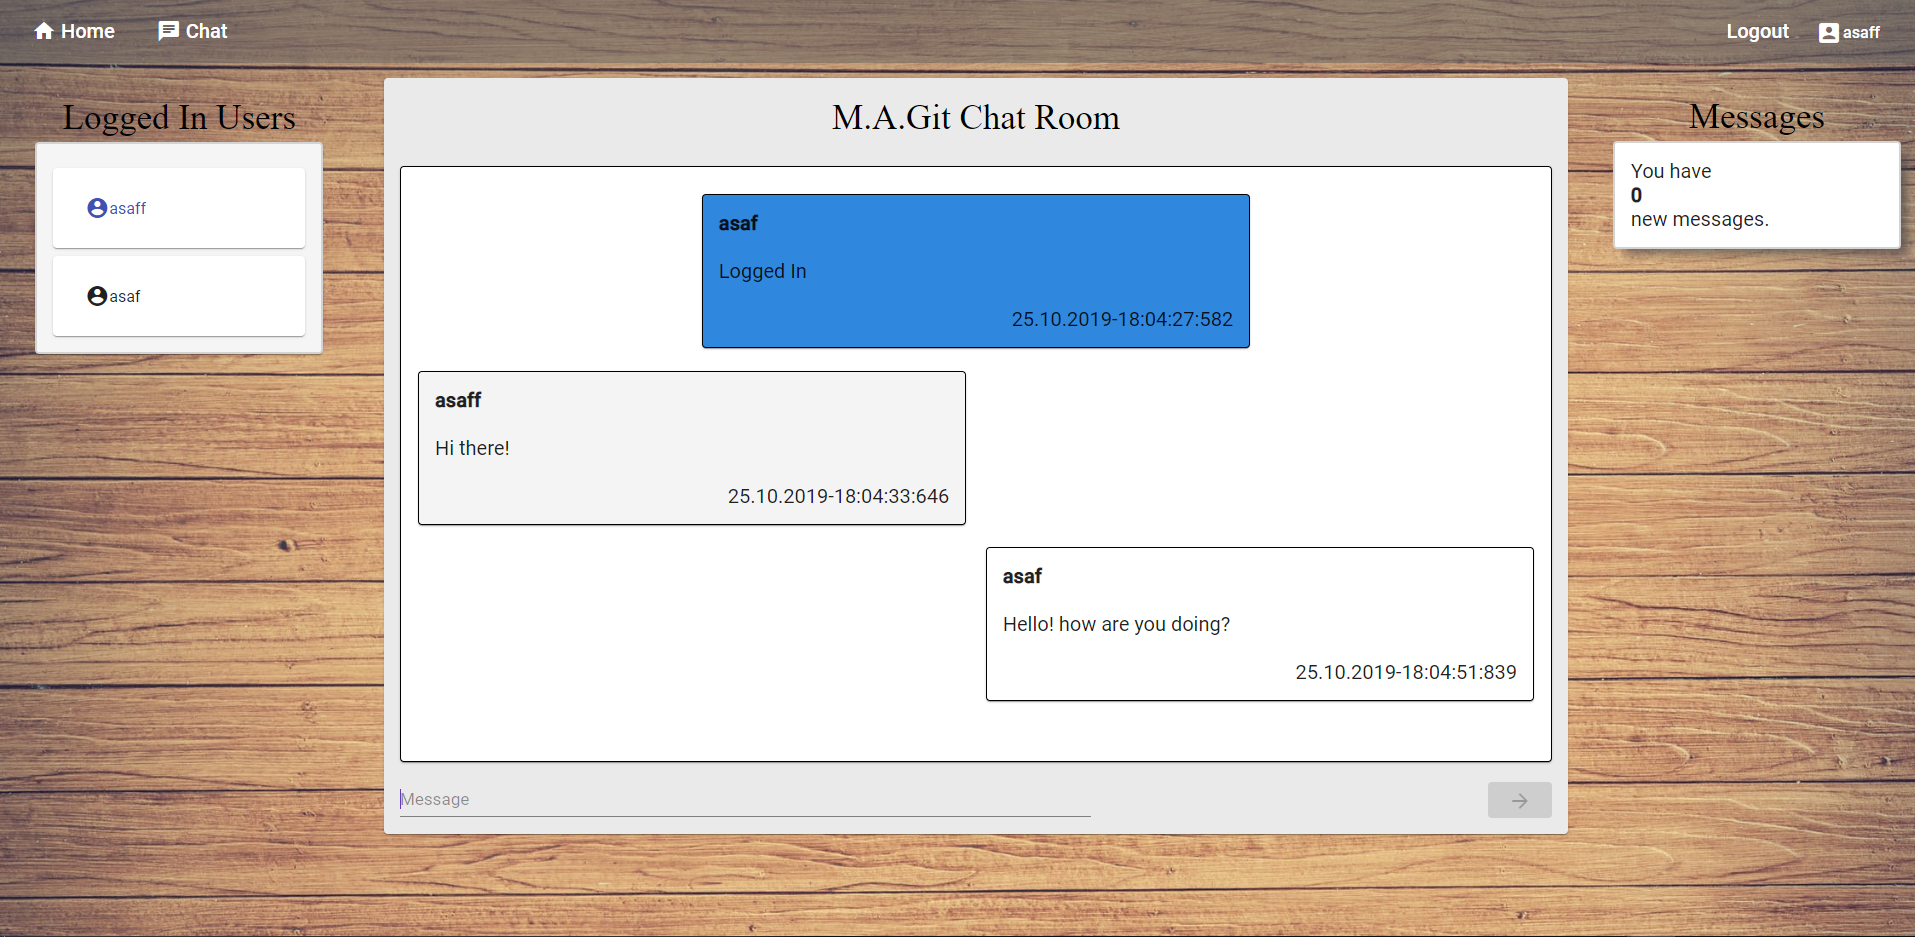 Home
Chat
Logout
asaff
Logged In Users
asaff
asaf
M.A.Git Chat Room
asaf
Logged In
25.10.2019-18:04:27:582
asaff
Hi there!
25.10.2019-18:04:33:646
asaf
Hello! how are you doing?
25.10.2019-18:04:51:839
Message
Messages
You have
0
new messages.